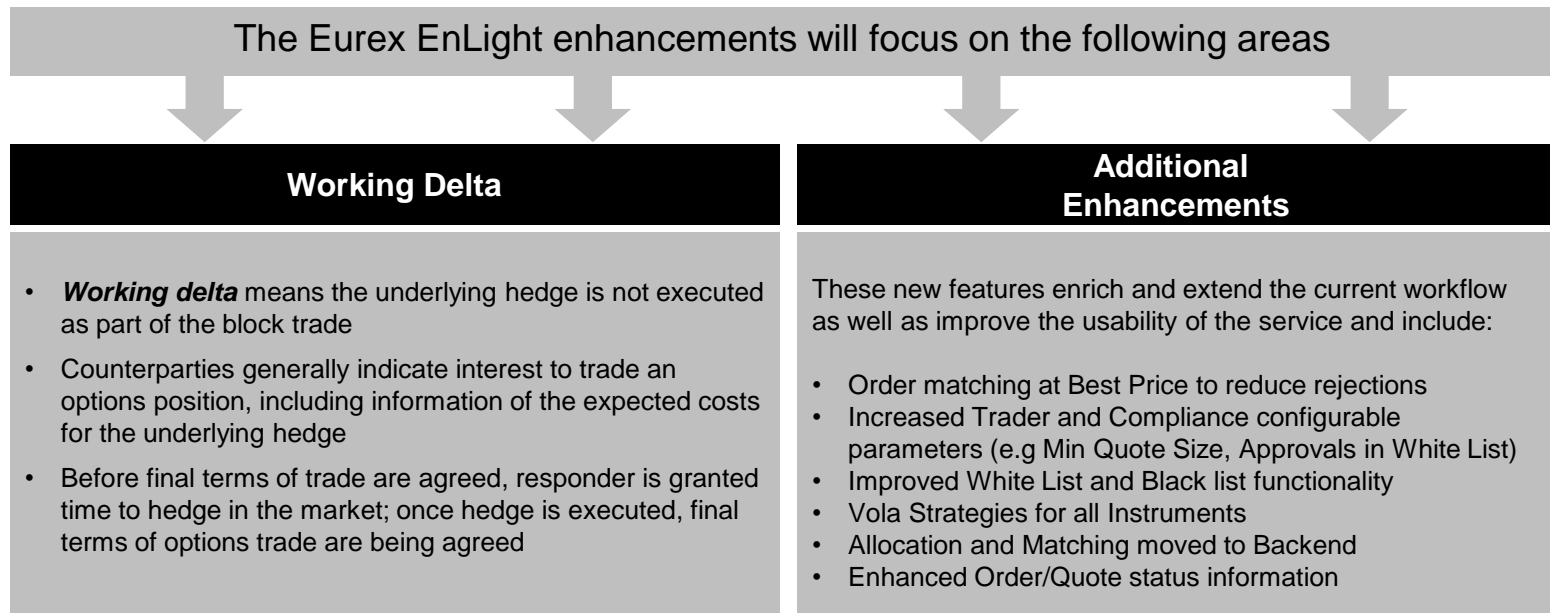 The Eurex EnLight enhancements will focus on the following areas
Working Delta
• Working delta means the underlying hedge is not executed
as part of the block trade
• Counterparties generally indicate interest to trade an
options position, including information of the expected costs
for the underlying hedge
• Before final terms of trade are agreed, responder is granted
time to hedge in the market; once hedge is executed, final
terms of options trade are being agreed
Additional
Enhancements
These new features enrich and extend the current workflow
as well as improve the usability of the service and include:
• Order matching at Best Price to reduce rejections
• Increased Trader and Compliance configurable
parameters (e.g Min Quote Size, Approvals in White List)
• Improved White List and Black list functionality
• Vola Strategies for all Instruments
• Allocation and Matching moved to Backend
• Enhanced Order/Quote status information